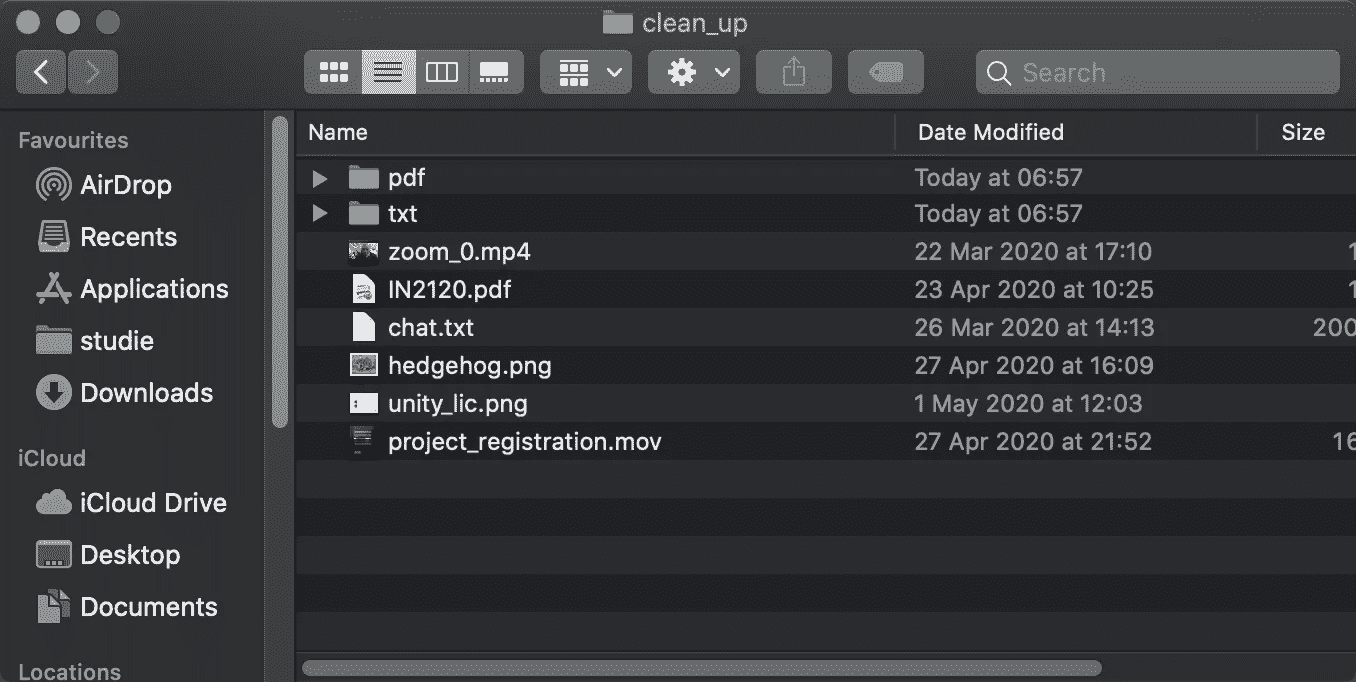 clean_up
Search
Favourites
AirDrop
Recents
Applications
studie
Downloads
iCloud
iCloud Drive
Desktop
Documents
Locations
Name Date Modified Size
pdf Today at 06:57
txt Today at 06:57
zoom_0.mp4 22 Mar 2020 at 17:10 1
IN2120.pdf 23 Apr 2020 at 10:25 1
chat.txt 26 Mar 2020 at 14:13 200
hedgehog.png 27 Apr 2020 at 16:09
unity_lic.png 1 May 2020 at 12:03
project_registration.mov 27 Apr 2020 at 21:52 16